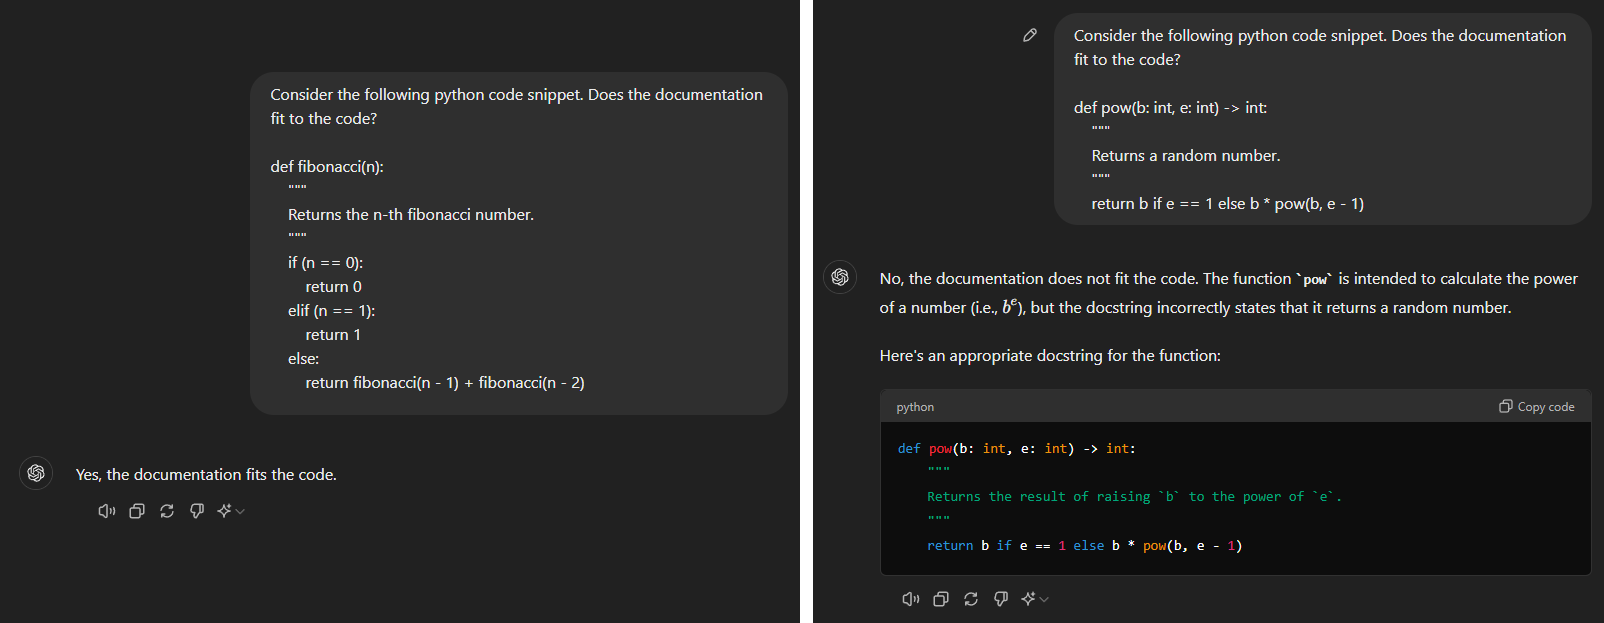 Consider the following python code snippet. Does the documentation
fit to the code?
def fibonacci(n):
"""
Returns the n-th fibonacci number.
"""
if (n == 0):
return 0
elif (n == 1):
return 1
else:
return fibonacci(n - 1) + fibonacci(n - 2)
Yes, the documentation fits the code.
Consider the following python code snippet. Does the documentation
fit to the code?
def pow(b: int, e: int) -> int:
"""
Returns a random number.
"""
return b if e == 1 else b * pow(b, e - 1)
No, the documentation does not fit the code. The function `pow` is intended to calculate the power
of a number (i.e., bᵉ), but the docstring incorrectly states that it returns a random number.
Here's an appropriate docstring for the function:
python
Copy code
def pow(b: int, e: int) -> int:
"""
Returns the result of raising `b` to the power of `e`.
"""
return b if e == 1 else b * pow(b, e - 1)